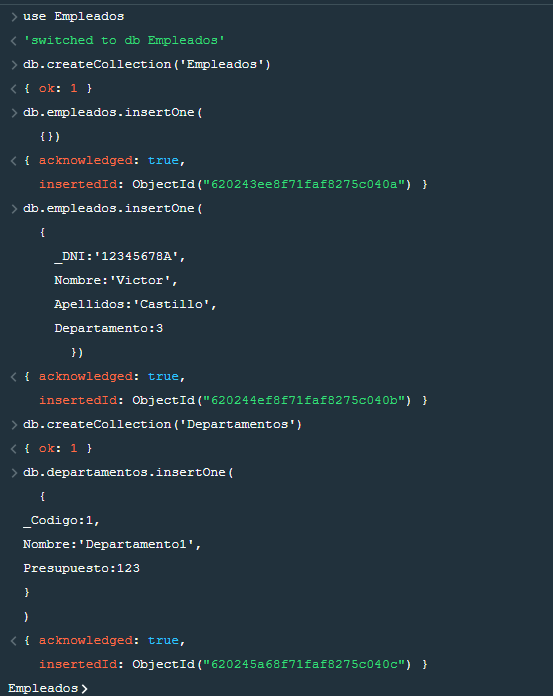 > use Empleados
< 'switched to db Empleados'
> db.createCollection('Empleados')
< { ok: 1 }
> db.empleados.insertOne(
{})
< { acknowledged: true,
insertedId: ObjectId("620243ee8f71faf8275c040a") }
> db.empleados.insertOne(
{
_DNI:'12345678A',
Nombre:'Victor',
Apellidos:'Castillo',
Departamento:3
})
< { acknowledged: true,
insertedId: ObjectId("620244ef8f71faf8275c040b") }
> db.createCollection('Departamentos')
< { ok: 1 }
> db.departamentos.insertOne(
{
_Codigo:1,
Nombre:'Departamento1',
Presupuesto:123
}
)
< { acknowledged: true,
insertedId: ObjectId("620245a68f71faf8275c040c") }
Empleados>